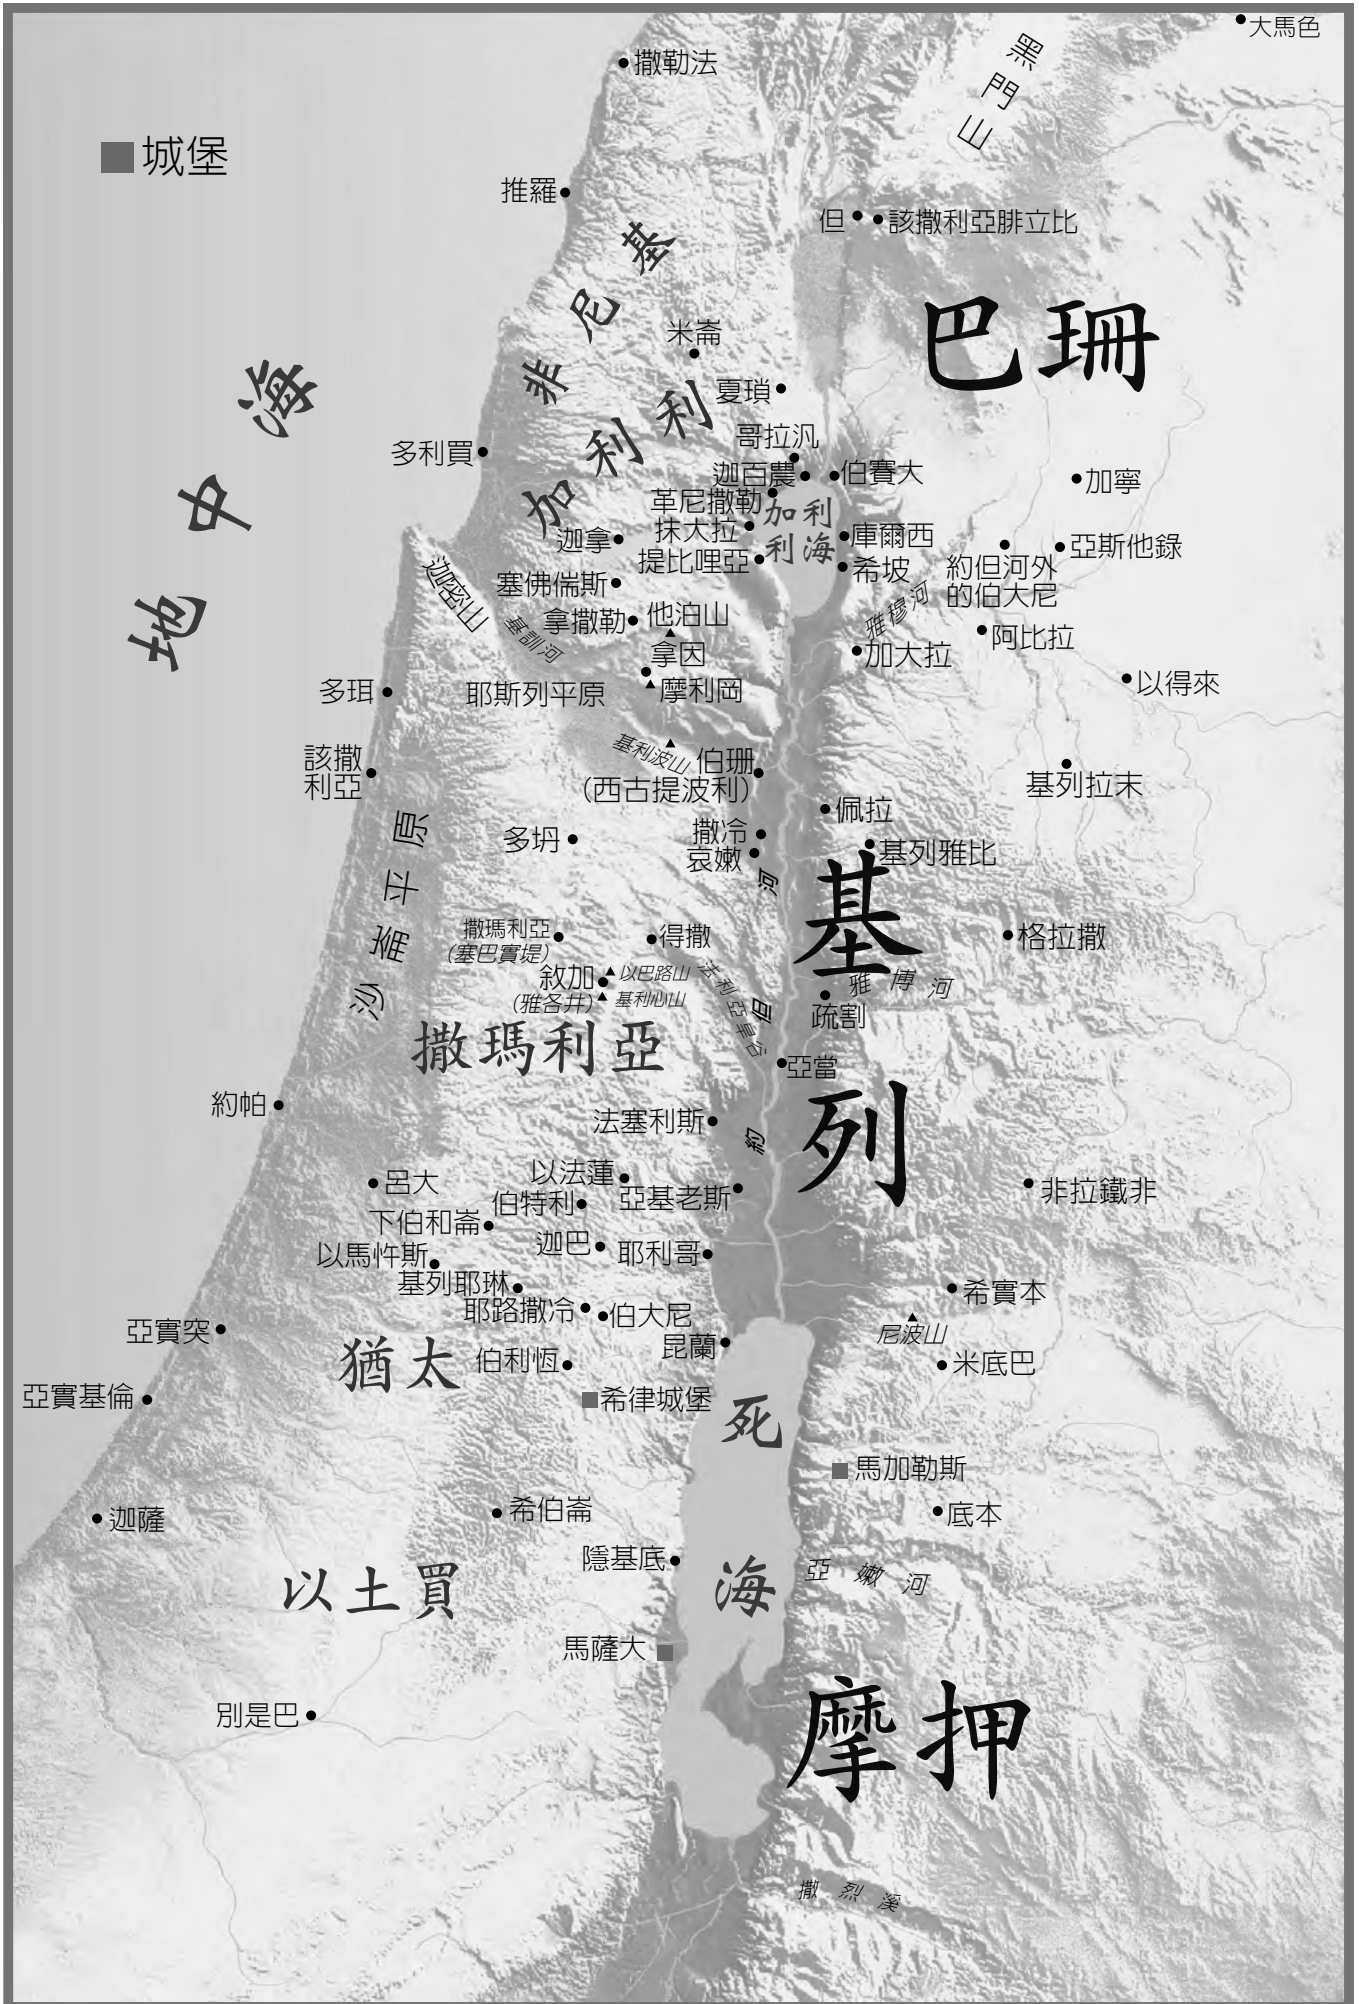 大馬色
黑門山
撒勒法
城堡
推羅
但
該撒利亞腓立比
非尼基
巴珊
米崙
夏瑣
地中海
加利利
哥拉汛
多利買
迦百農
伯賽大
加寧
革尼撒勒
加利
利海
抹大拉
迦拿
庫爾西
亞斯他錄
提比哩亞
希坡
約但河外
的伯大尼
迦密山
塞佛偝斯
雅穆河
拿撒勒
他泊山
基訓河
阿比拉
拿因
加大拉
多珥
耶斯列平原
摩利岡
以得來
基利波山
伯珊
(西古提波利)
該撒
利亞
基列拉末
佩拉
沙崙平原
多坍
撒冷
哀嫩
基列雅比
約但河
基列
撒瑪利亞
(塞巴實堤)
得撒
格拉撒
敘加
(雅各井)
以巴路山
基利心山
法利亞旱谷
雅博河
疏割
撒瑪利亞
亞當
約帕
法塞利斯
呂大
以法蓮
伯特利
亞基老斯
非拉鐵非
下伯和崙
迦巴
耶利哥
以馬忤斯
基列耶琳
耶路撒冷
伯大尼
希實本
亞實突
昆蘭
尼波山
猶太
伯利恆
米底巴
亞實基倫
希律城堡
死海
馬加勒斯
迦薩
希伯崙
底本
隱基底
亞嫩河
以土買
馬薩大
別是巴
摩押
撒烈溪